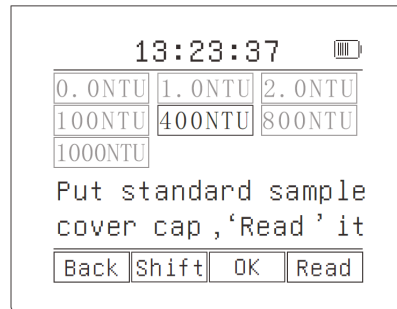 13:23:37
0.0NTU 1.0NTU 2.0NTU
100NTU 400NTU 800NTU
1000NTU
Put standard sample
cover cap ,‘Read ’ it
Back Shift OK Read